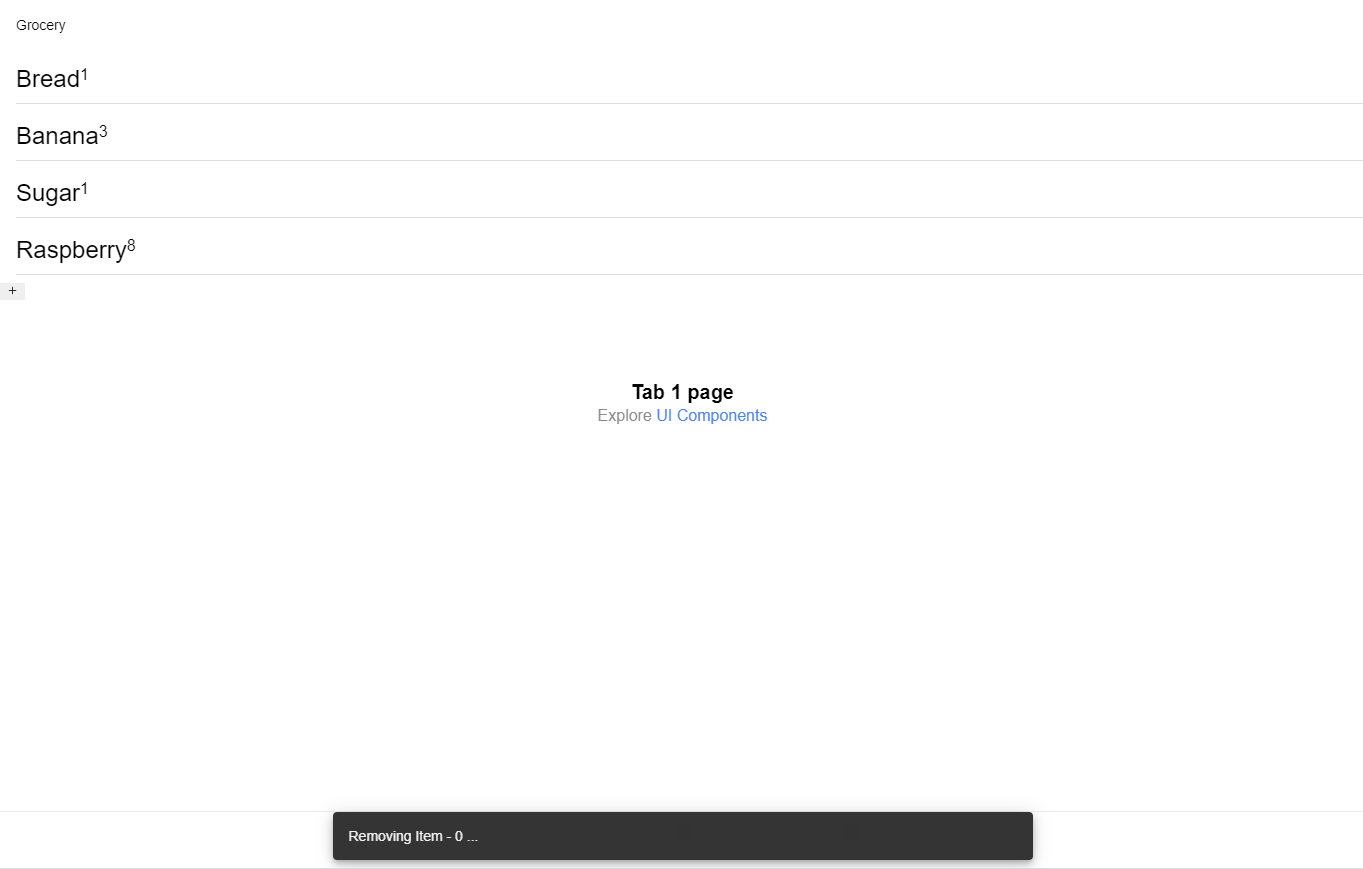 Grocery
Bread1
Banana3
Sugar1
Raspberry8
+
Tab 1 page
Explore UI Components
Removing Item - 0 ...